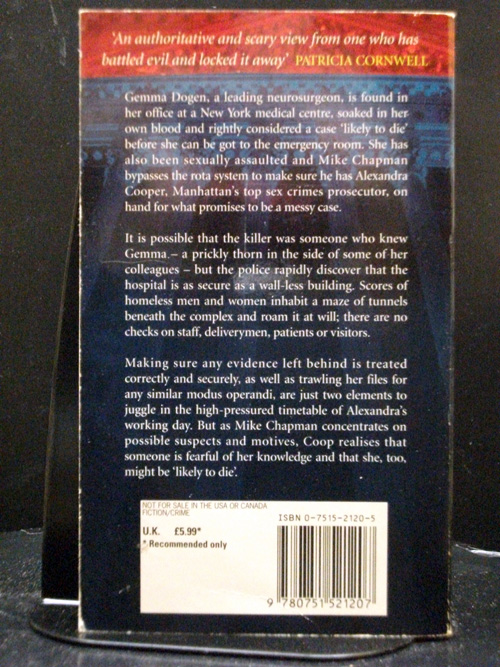 'An authoritative and scary view from one who has
battled evil and locked it away' PATRICIA CORNWELL
Gemma Dogen, a leading neurosurgeon, is found in
her office at a New York medical centre, soaked in her
own blood and rightly considered a case 'likely to die'
before she can be got to the emergency room. She has
also been sexually assaulted and Mike Chapman
bypasses the rota system to make sure he has Alexandra
Cooper, Manhattan's top sex crimes prosecutor, on
hand for what promises to be a messy case.
It is possible that the killer was someone who knew
Gemma – a prickly thorn in the side of some of her
colleagues – but the police rapidly discover that the
hospital is as secure as a wall-less building. Scores of
homeless men and women inhabit a maze of tunnels
beneath the complex and roam it at will; there are no
checks on staff, deliverymen, patients or visitors.
Making sure any evidence left behind is treated
correctly and securely, as well as trawling her files for
any similar modus operandi, are just two elements to
juggle in the high-pressured timetable of Alexandra's
working day. But as Mike Chapman concentrates on
possible suspects and motives, Coop realises that
someone is fearful of her knowledge and that she, too,
might be 'likely to die'.
NOT FOR SALE IN THE USA OR CANADA
FICTION/CRIME
U.K. £5.99*
* Recommended only
ISBN 0-7515-2120-5
9 780751 521207